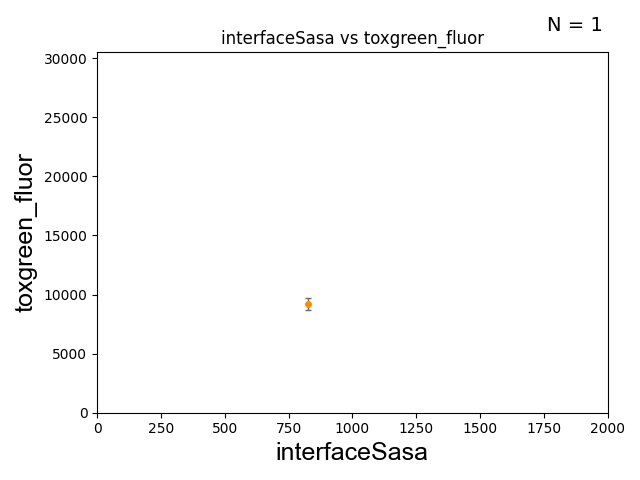 N = 1
interfaceSasa vs toxgreen_fluor
30000
25000
20000
15000
10000
5000
0
toxgreen_fluor
0 250 500 750 1000 1250 1500 1750 2000
interfaceSasa